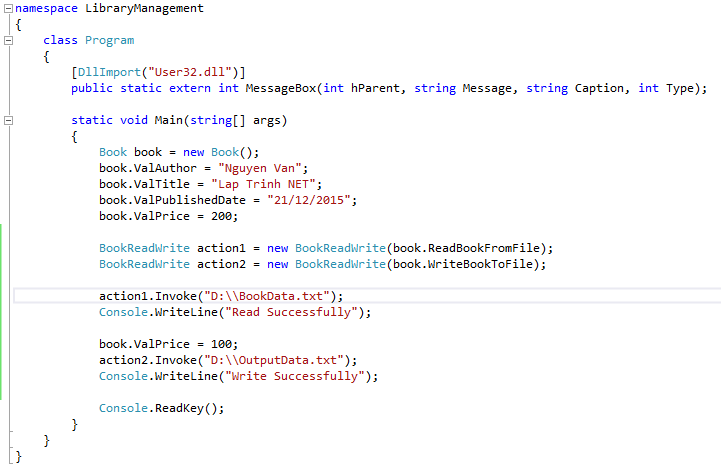 namespace LibraryManagement
{
    class Program
    {
        [DllImport("User32.dll")]
        public static extern int MessageBox(int hParent, string Message, string Caption, int Type);

        static void Main(string[] args)
        {
            Book book = new Book();
            book.ValAuthor = "Nguyen Van";
            book.ValTitle = "Lap Trinh NET";
            book.ValPublishedDate = "21/12/2015";
            book.ValPrice = 200;

            BookReadWrite action1 = new BookReadWrite(book.ReadBookFromFile);
            BookReadWrite action2 = new BookReadWrite(book.WriteBookToFile);

            action1.Invoke("D:\\BookData.txt");
            Console.WriteLine("Read Successfully");

            book.ValPrice = 100;
            action2.Invoke("D:\\OutputData.txt");
            Console.WriteLine("Write Successfully");

            Console.ReadKey();
        }
    }
}